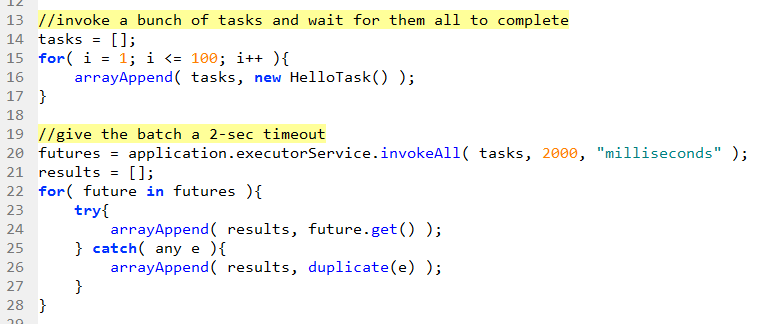 12
13 //invoke a bunch of tasks and wait for them all to complete
14 tasks = [];
15 for( i = 1; i <= 100; i++ ){
16     arrayAppend( tasks, new HelloTask() );
17 }
18
19 //give the batch a 2-sec timeout
20 futures = application.executorService.invokeAll( tasks, 2000, "milliseconds" );
21 results = [];
22 for( future in futures ){
23     try{
24         arrayAppend( results, future.get() );
25     } catch( any e ){
26         arrayAppend( results, duplicate(e) );
27     }
28 }
29